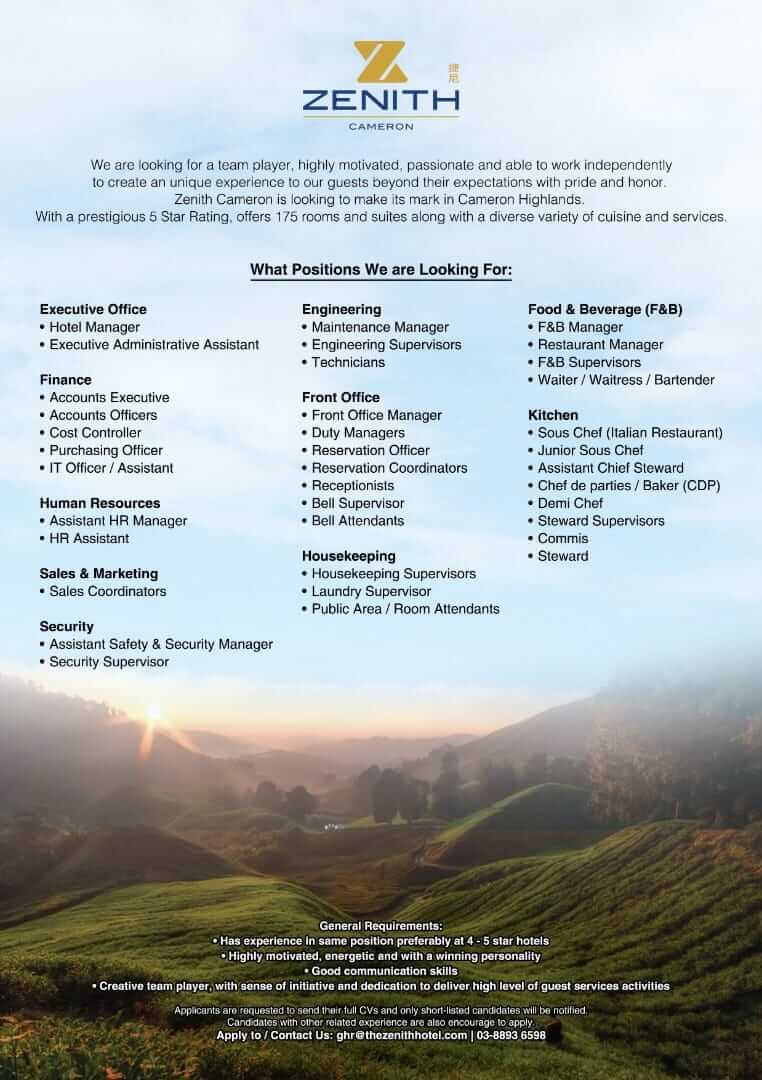 捷
尼
ZENITH
CAMERON
We are looking for a team player, highly motivated, passionate and able to work independently
to create an unique experience to our guests beyond their expectations with pride and honor.
Zenith Cameron is looking to make its mark in Cameron Highlands.
With a prestigious 5 Star Rating, offers 175 rooms and suites along with a diverse variety of cuisine and services.
What Positions We are Looking For:
Executive Office
• Hotel Manager
• Executive Administrative Assistant
Finance
• Accounts Executive
• Accounts Officers
• Cost Controller
• Purchasing Officer
• IT Officer / Assistant
Human Resources
• Assistant HR Manager
• HR Assistant
Sales & Marketing
• Sales Coordinators
Security
• Assistant Safety & Security Manager
• Security Supervisor
Engineering
• Maintenance Manager
• Engineering Supervisors
• Technicians
Front Office
• Front Office Manager
• Duty Managers
• Reservation Officer
• Reservation Coordinators
• Receptionists
• Bell Supervisor
• Bell Attendants
Housekeeping
• Housekeeping Supervisors
• Laundry Supervisor
• Public Area / Room Attendants
Food & Beverage (F&B)
• F&B Manager
• Restaurant Manager
• F&B Supervisors
• Waiter / Waitress / Bartender
Kitchen
• Sous Chef (Italian Restaurant)
• Junior Sous Chef
• Assistant Chief Steward
• Chef de parties / Baker (CDP)
• Demi Chef
• Steward Supervisors
• Commis
• Steward
General Requirements:
• Has experience in same position preferably at 4 - 5 star hotels
• Highly motivated, energetic and with a winning personality
• Good communication skills
• Creative team player, with sense of initiative and dedication to deliver high level of guest services activities
Applicants are requested to send their full CVs and only short-listed candidates will be notified.
Candidates with other related experience are also encourage to apply.
Apply to / Contact Us: ghr@thezenithhotel.com | 03-8893 6598